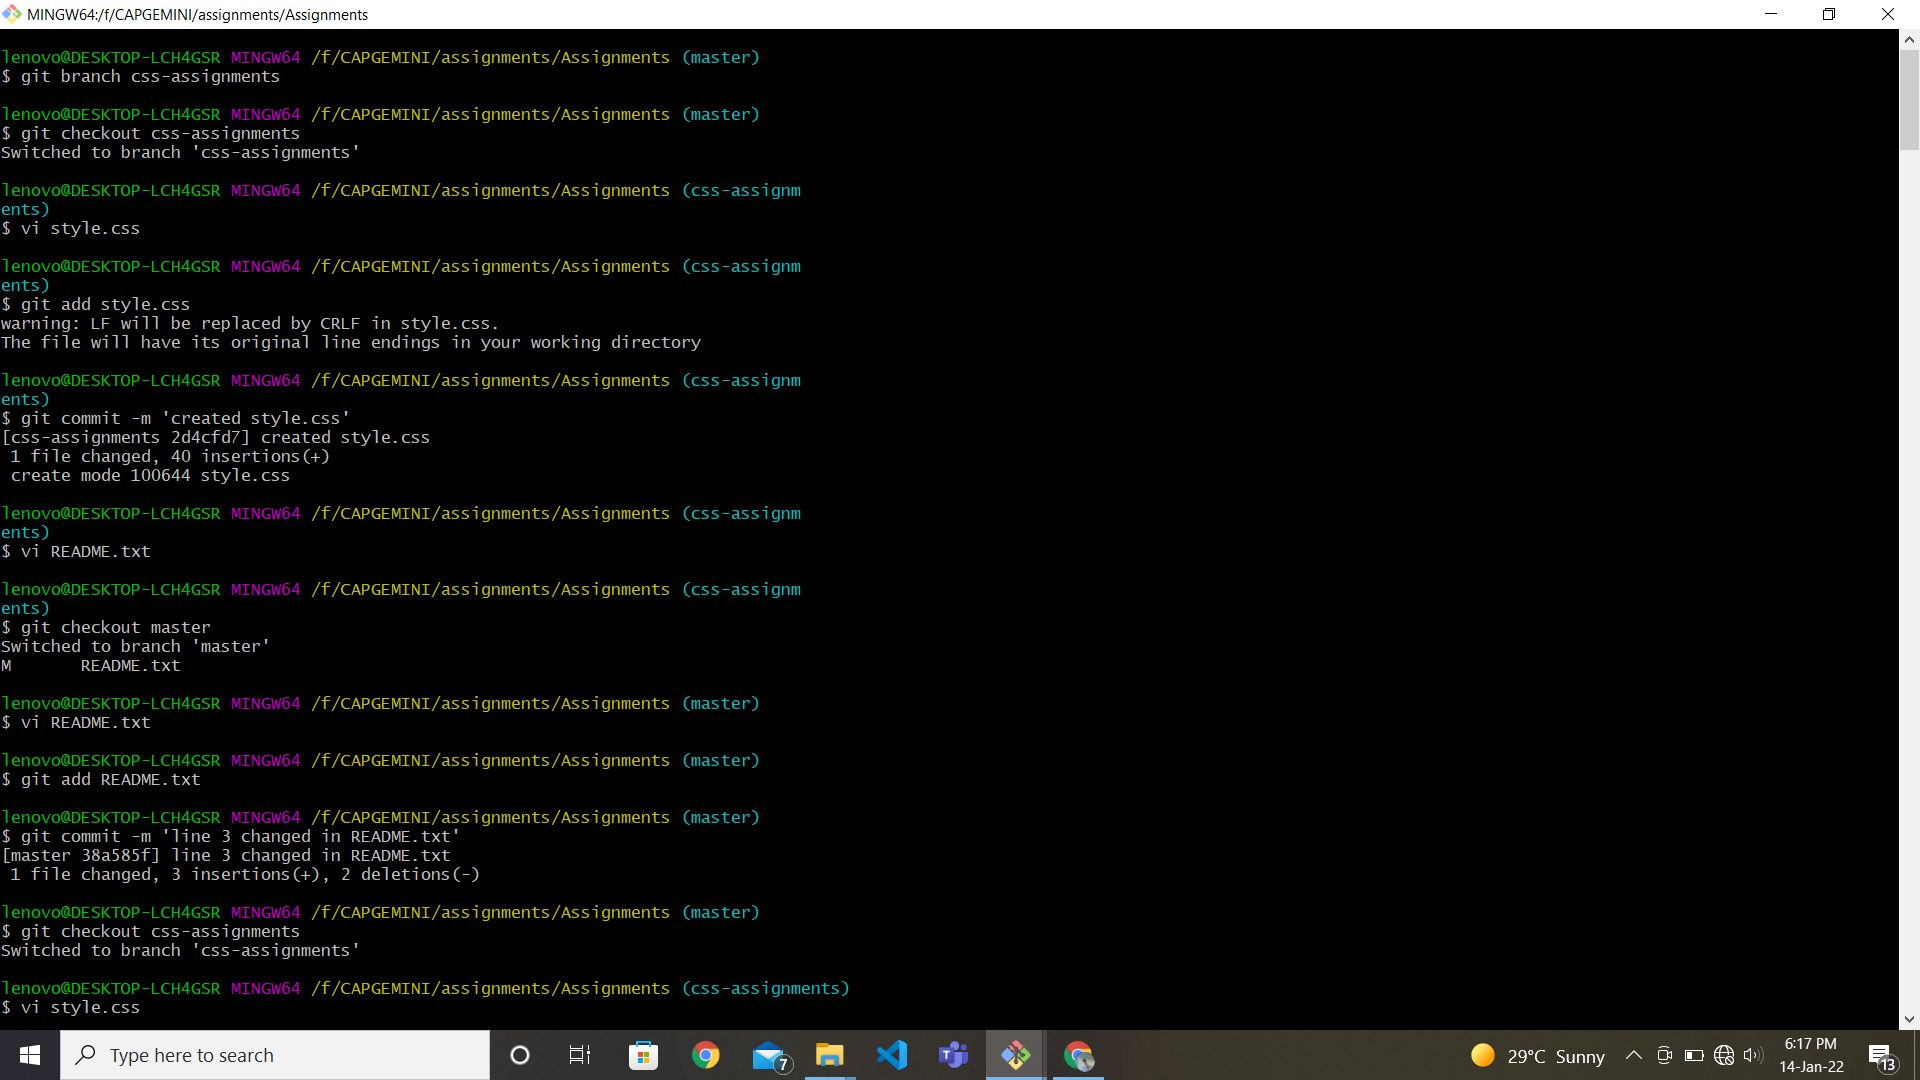 MINGW64:/f/CAPGEMINI/assignments/Assignments
lenovo@DESKTOP-LCH4GSR MINGW64 /f/CAPGEMINI/assignments/Assignments (master)
$ git branch css-assignments
lenovo@DESKTOP-LCH4GSR MINGW64 /f/CAPGEMINI/assignments/Assignments (master)
$ git checkout css-assignments
Switched to branch 'css-assignments'
lenovo@DESKTOP-LCH4GSR MINGW64 /f/CAPGEMINI/assignments/Assignments (css-assignm
ents)
$ vi style.css
lenovo@DESKTOP-LCH4GSR MINGW64 /f/CAPGEMINI/assignments/Assignments (css-assignm
ents)
$ git add style.css
warning: LF will be replaced by CRLF in style.css.
The file will have its original line endings in your working directory
lenovo@DESKTOP-LCH4GSR MINGW64 /f/CAPGEMINI/assignments/Assignments (css-assignm
ents)
$ git commit -m 'created style.css'
[css-assignments 2d4cfd7] created style.css
 1 file changed, 40 insertions(+)
 create mode 100644 style.css
lenovo@DESKTOP-LCH4GSR MINGW64 /f/CAPGEMINI/assignments/Assignments (css-assignm
ents)
$ vi README.txt
lenovo@DESKTOP-LCH4GSR MINGW64 /f/CAPGEMINI/assignments/Assignments (css-assignm
ents)
$ git checkout master
Switched to branch 'master'
M       README.txt
lenovo@DESKTOP-LCH4GSR MINGW64 /f/CAPGEMINI/assignments/Assignments (master)
$ vi README.txt
lenovo@DESKTOP-LCH4GSR MINGW64 /f/CAPGEMINI/assignments/Assignments (master)
$ git add README.txt
lenovo@DESKTOP-LCH4GSR MINGW64 /f/CAPGEMINI/assignments/Assignments (master)
$ git commit -m 'line 3 changed in README.txt'
[master 38a585f] line 3 changed in README.txt
 1 file changed, 3 insertions(+), 2 deletions(-)
lenovo@DESKTOP-LCH4GSR MINGW64 /f/CAPGEMINI/assignments/Assignments (master)
$ git checkout css-assignments
Switched to branch 'css-assignments'
lenovo@DESKTOP-LCH4GSR MINGW64 /f/CAPGEMINI/assignments/Assignments (css-assignments)
$ vi style.css
Type here to search
7
29°C Sunny
6:17 PM
14-Jan-22
13